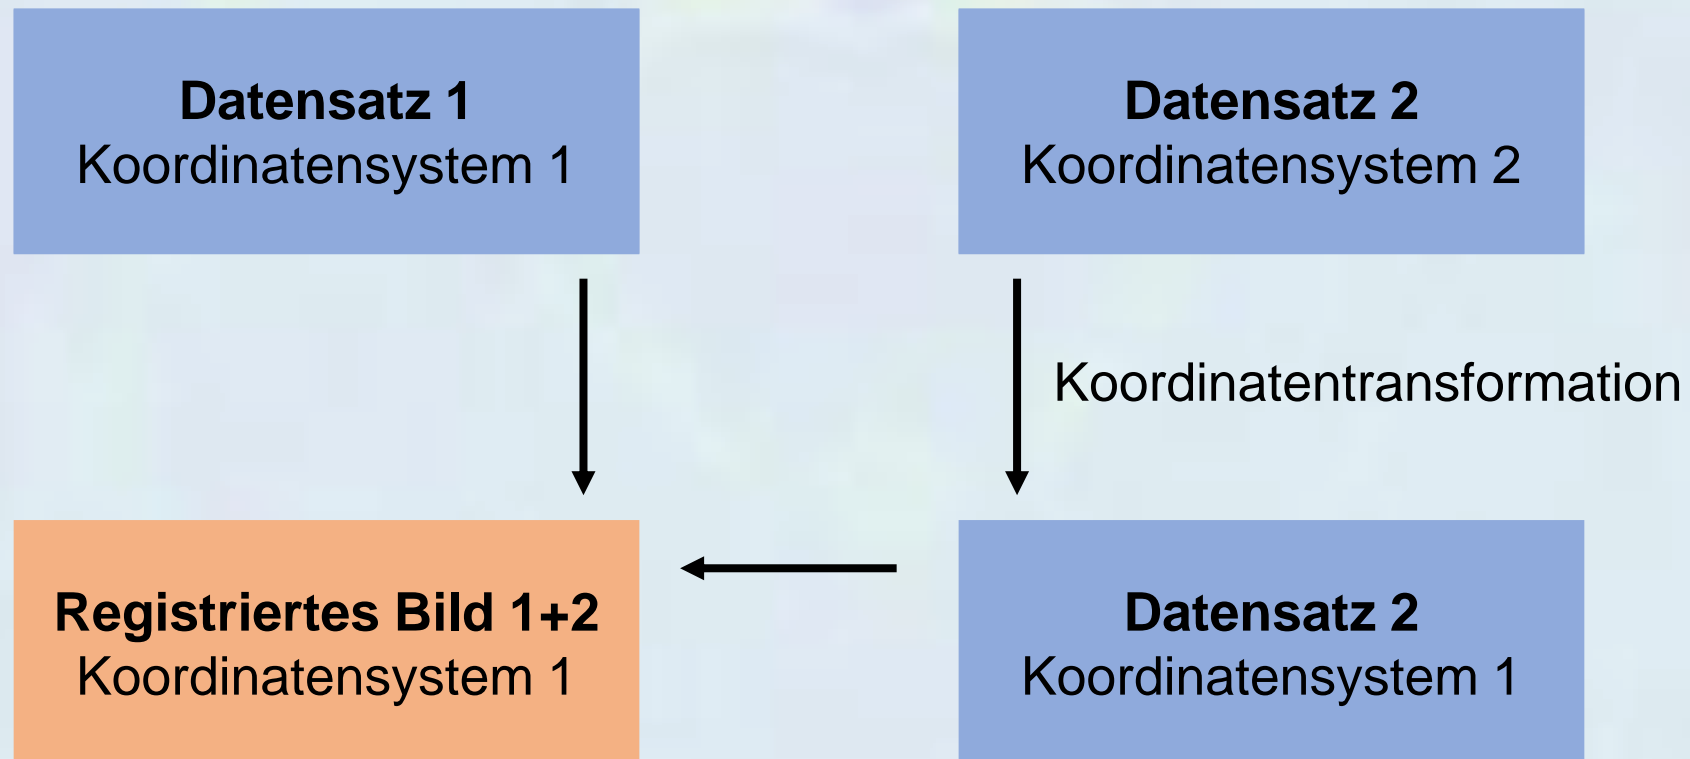 Datensatz 1
Koordinatensystem 1
Datensatz 2
Koordinatensystem 2
Koordinatentransformation
Registriertes Bild 1+2
Koordinatensystem 1
Datensatz 2
Koordinatensystem 1